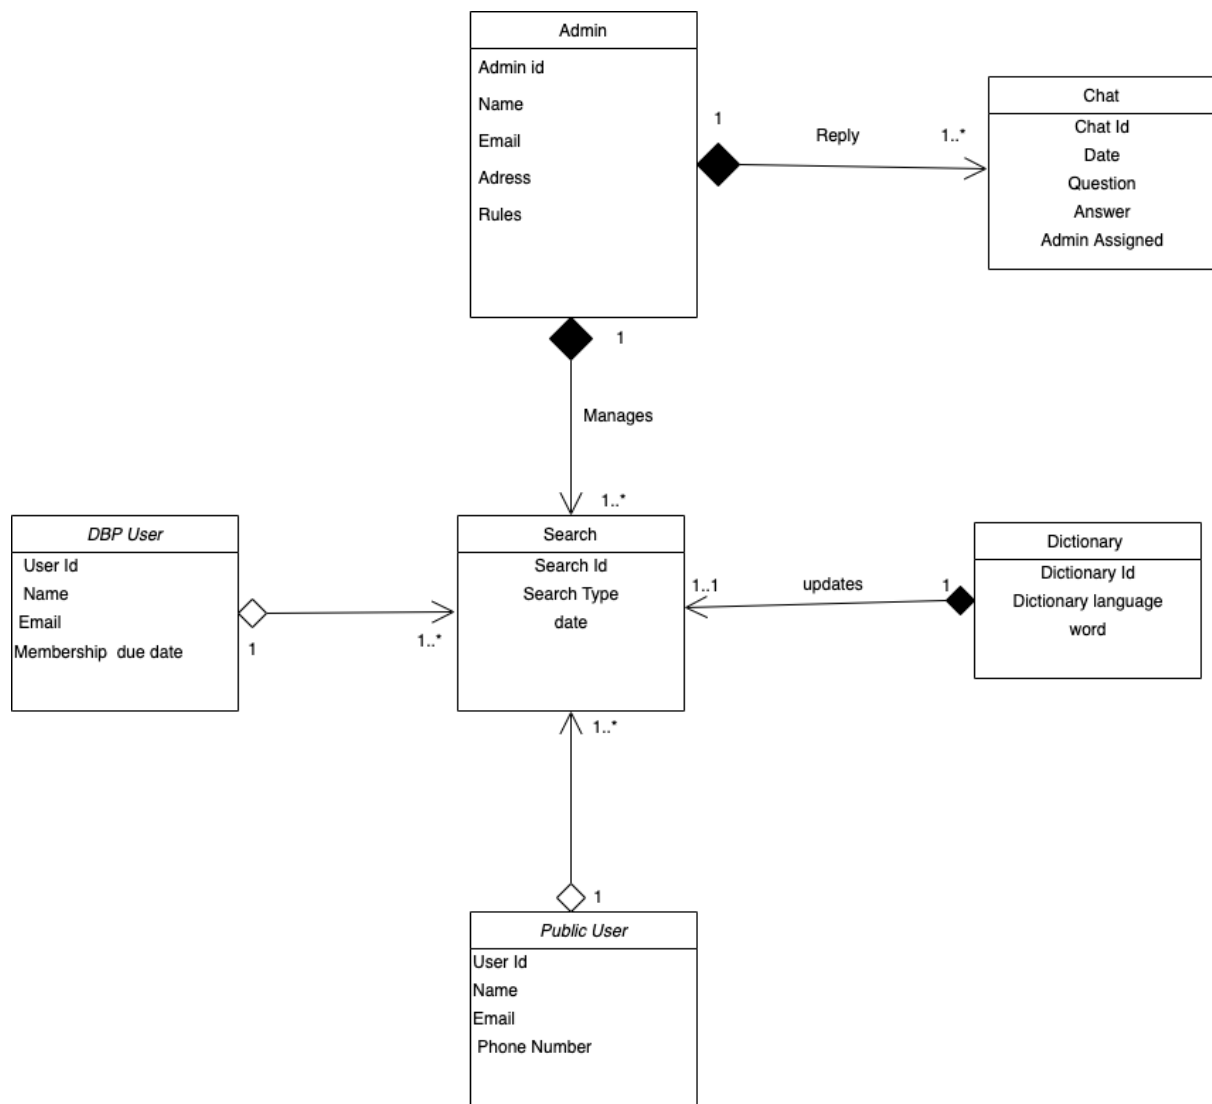 Admin
Admin id
Name
Email
Adress
Rules
1
Reply
1..*
Chat
Chat Id
Date
Question
Answer
Admin Assigned
1
Manages
1..*
DBP User
User Id
Name
Email
Membership due date
1
1..*
Search
Search Id
Search Type
date
1..1
updates
1
Dictionary
Dictionary Id
Dictionary language
word
1..*
1
Public User
User Id
Name
Email
Phone Number